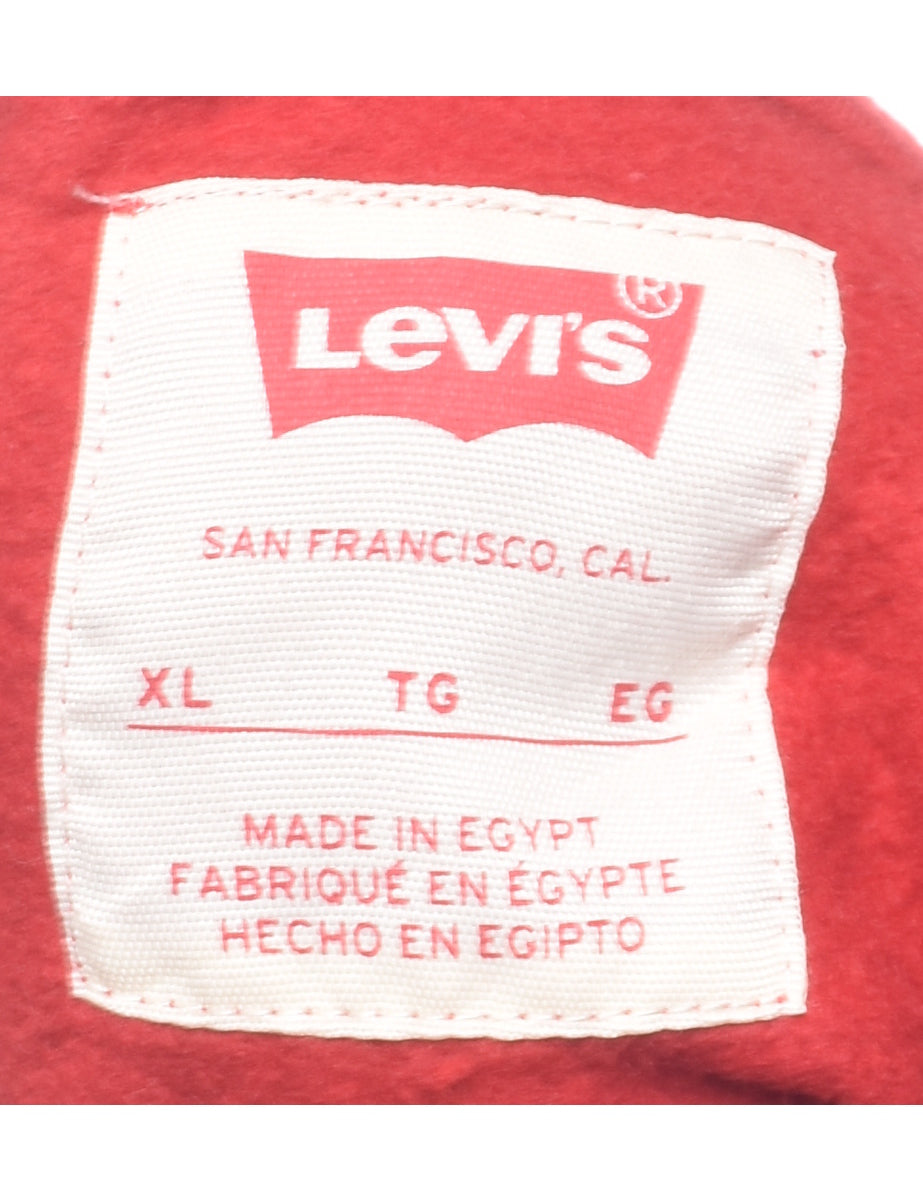 LEVI'S ®
SAN FRANCISCO, CAL.
XL TG EG
MADE IN EGYPT
FABRIQUÉ EN ÉGYPTE
HECHO EN EGIPTO